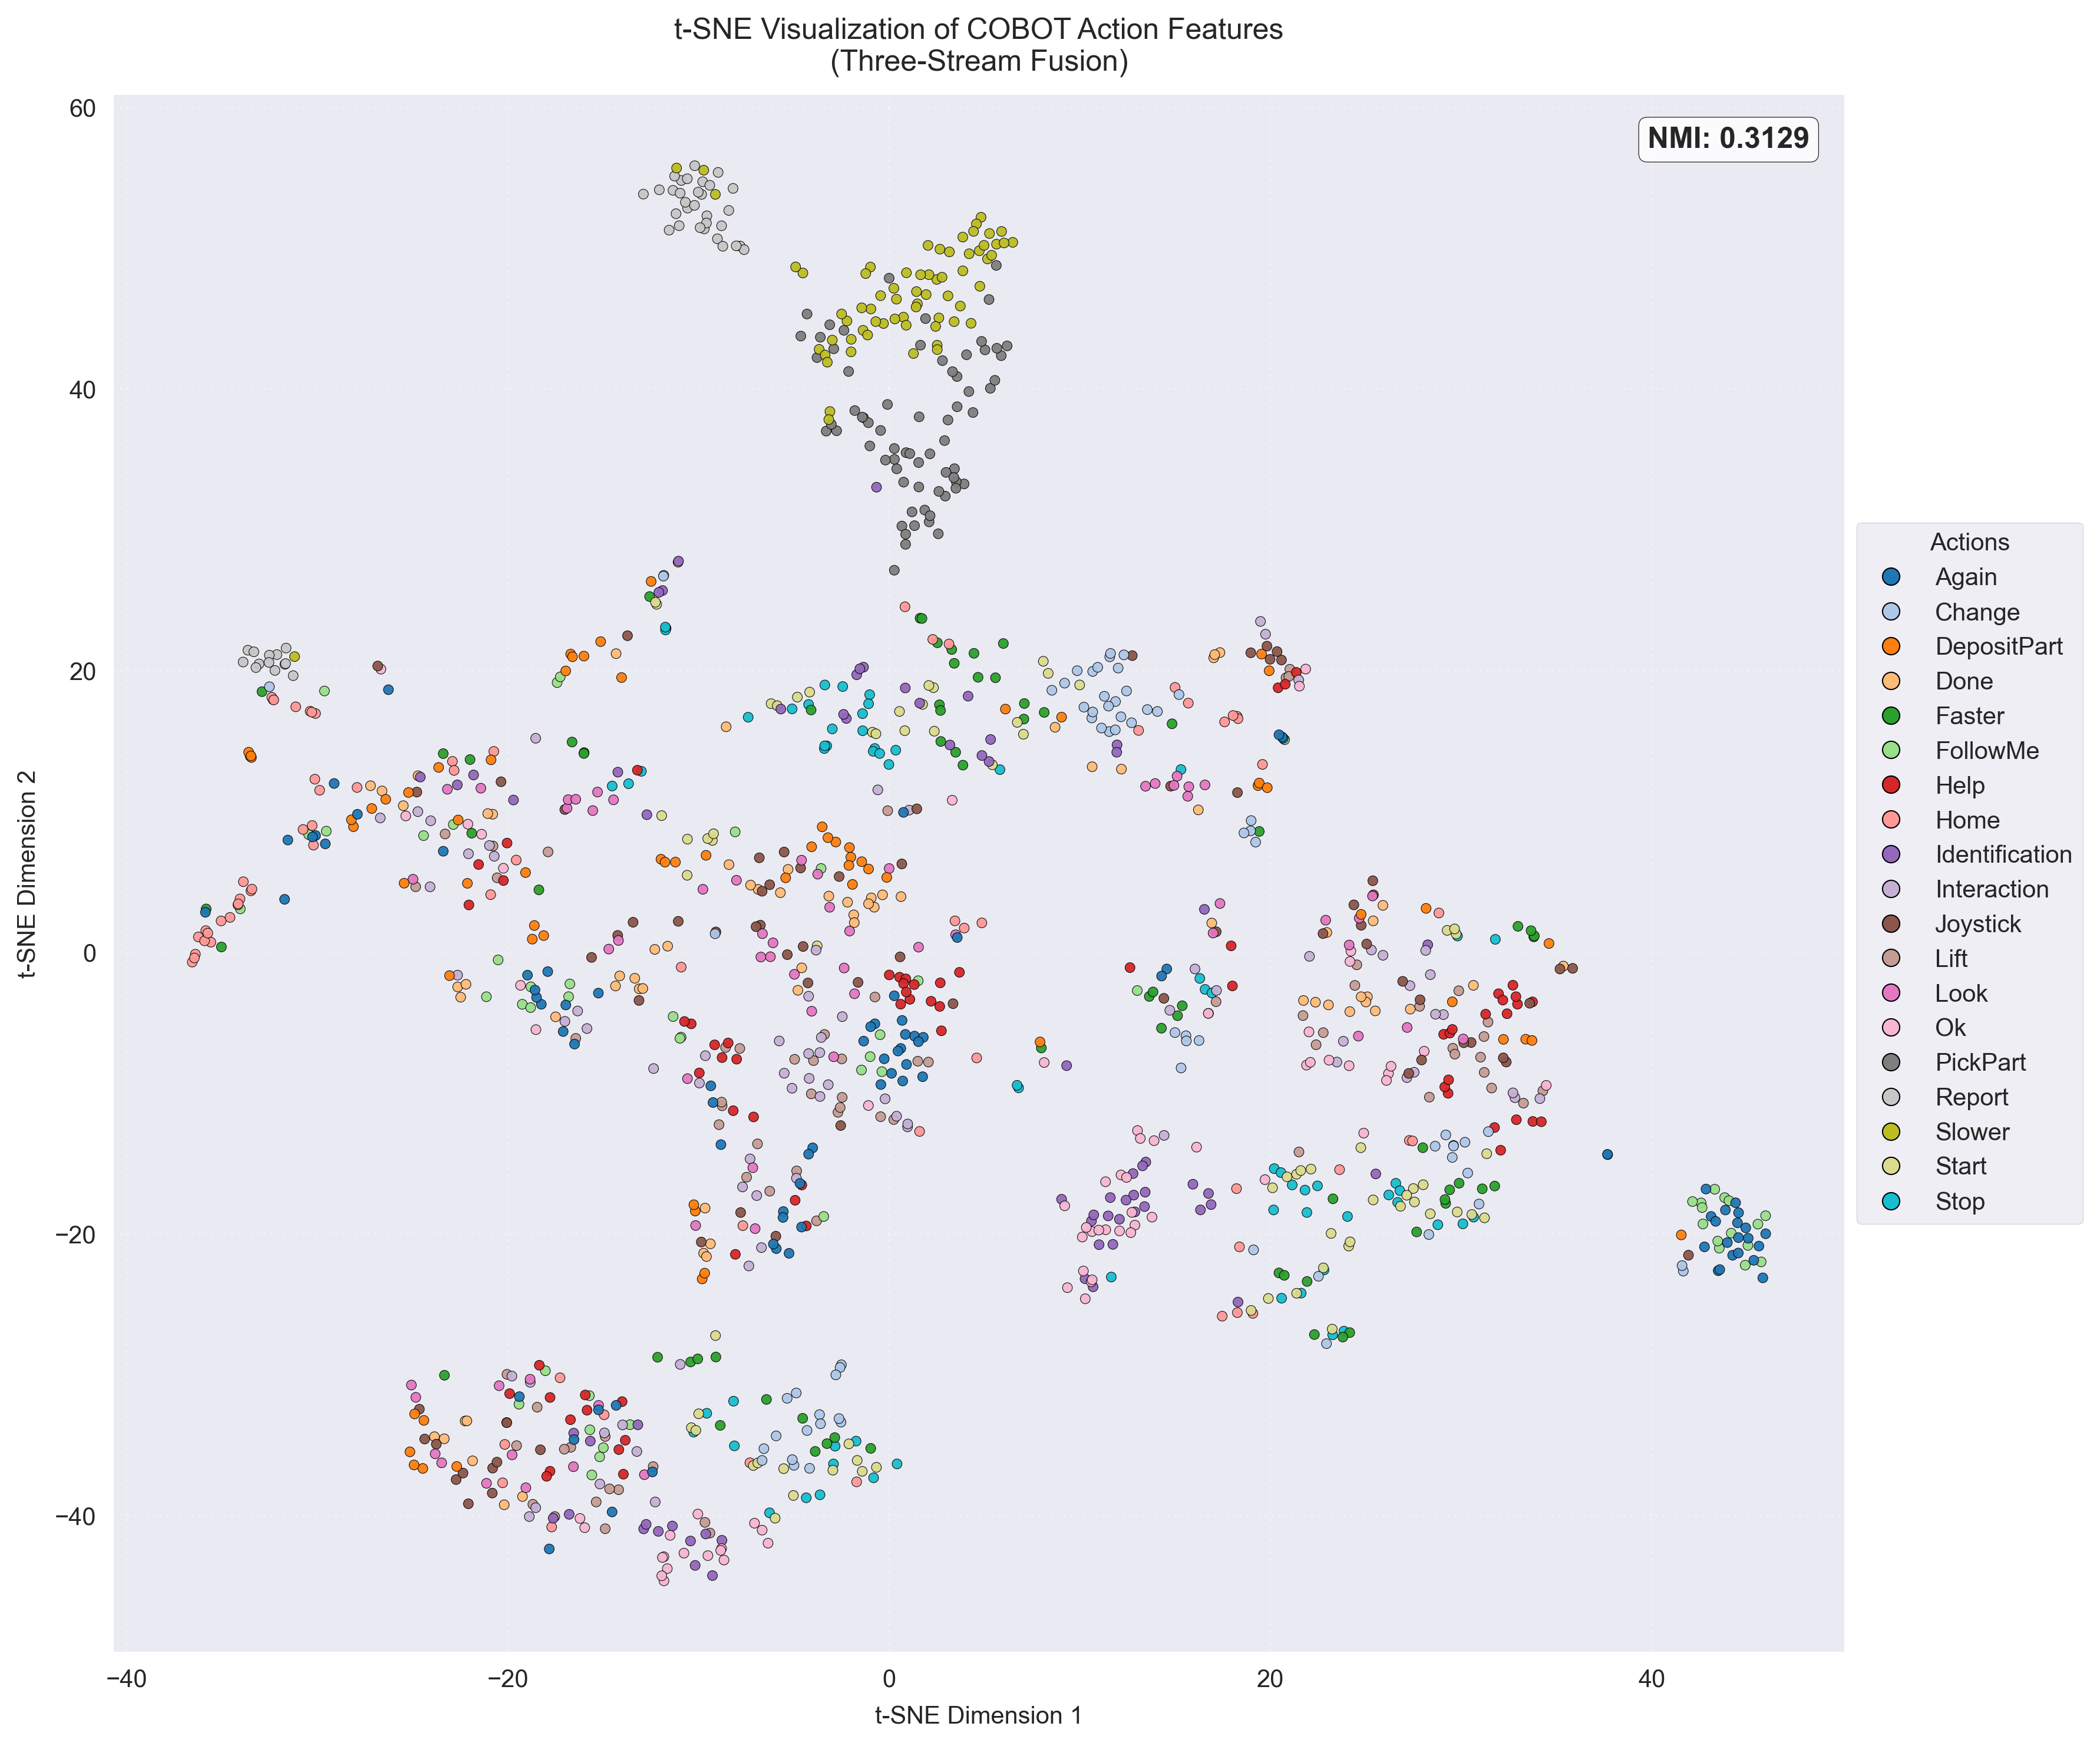 t-SNE Visualization of COBOT Action Features
(Three-Stream Fusion)
NMI: 0.3129
60
40
20
0
−20
−40
t-SNE Dimension 2
−40
−20
0
20
40
t-SNE Dimension 1
Actions
Again
Change
DepositPart
Done
Faster
FollowMe
Help
Home
Identification
Interaction
Joystick
Lift
Look
Ok
PickPart
Report
Slower
Start
Stop